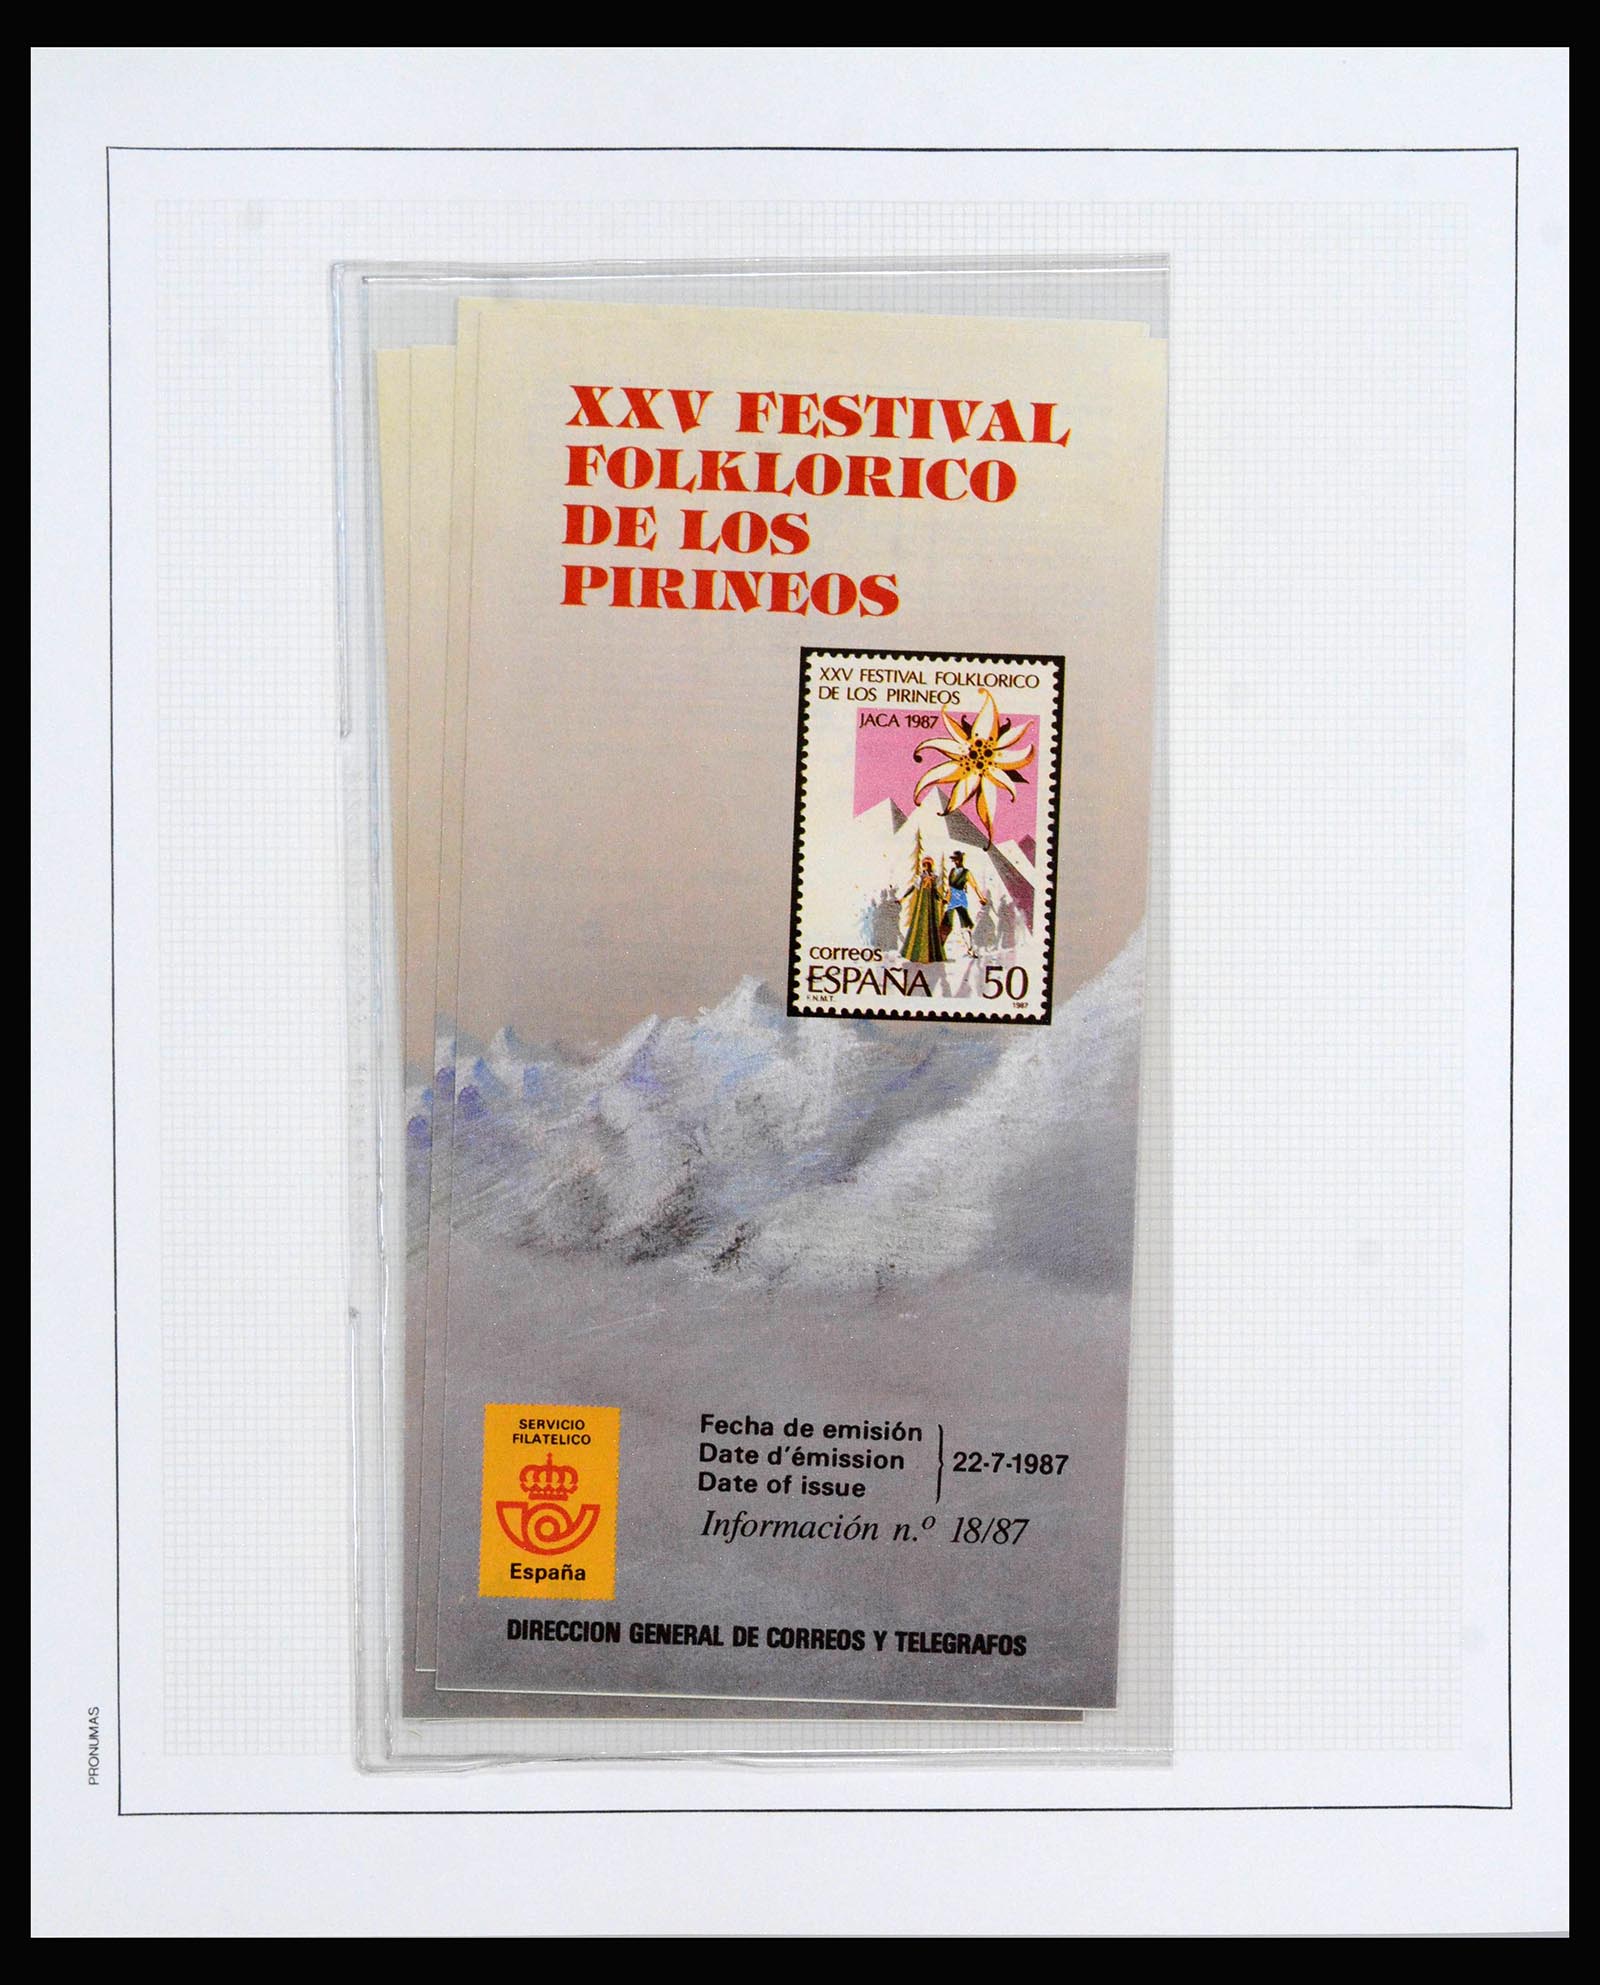 XXV FESTIVAL
FOLKLORICO
DE LOS
PIRINEOS
XXV FESTIVAL FOLKLORICO
DE LOS PIRINEOS
JACA 1987
correos
ESPAÑA 50
F.N.M.T. 1987
SERVICIO
FILATELICO
España
Fecha de emisión
Date d'émission
Date of issue
22-7-1987
Información n.º 18/87
DIRECCION GENERAL DE CORREOS Y TELEGRAFOS
PRONUMAS